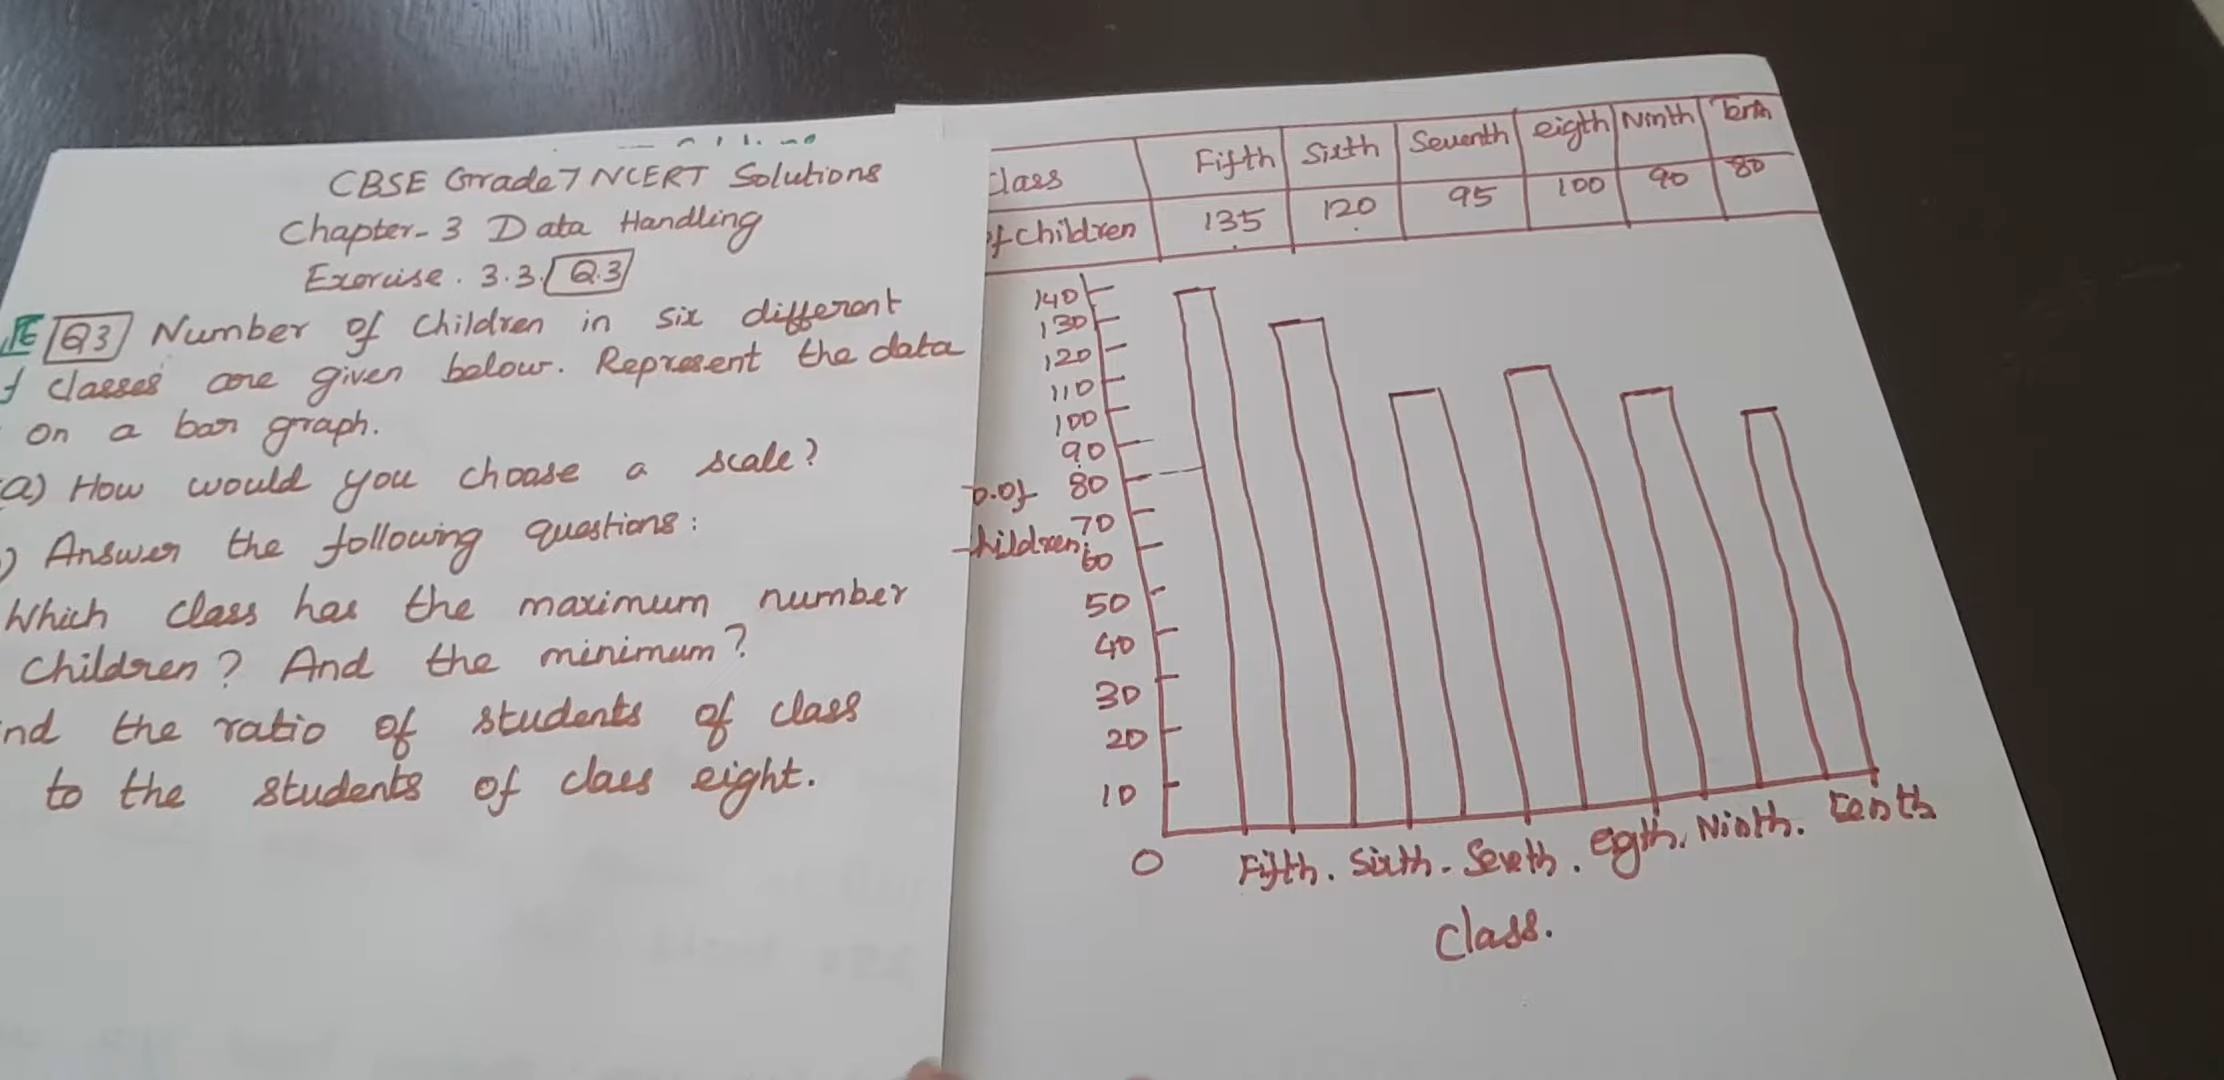 CBSE Grade 7 NCERT Solutions
Chapter-3 Data Handling
Exercise. 3.3. Q.3
Q3 Number of children in six different
classes are given below. Represent the data
on a bar graph.
a) How would you choose a scale?
) Answer the following questions:
Which class has the maximum number
children? And the minimum?
nd the ratio of students of class
to the students of class eight.
Class Fifth Sixth Seventh eigth Ninth Tenth
of children 135 120 95 100 90 80
140
130
120
110
100
90
80
70
60
50
40
30
20
10
0
o.of
hildren
Fifth. Sixth. Seveth. eigth. Ninth. tenth
Class.